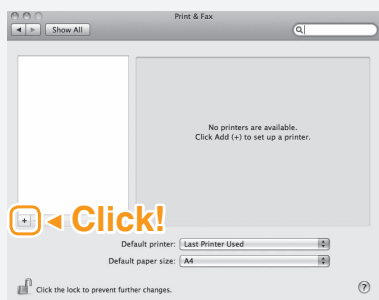 Print & Fax
Show All
No printers are available.
Click Add (+) to set up a printer.
+
◄ Click!
Default printer: Last Printer Used
Default paper size: A4
Click the lock to prevent further changes.
?